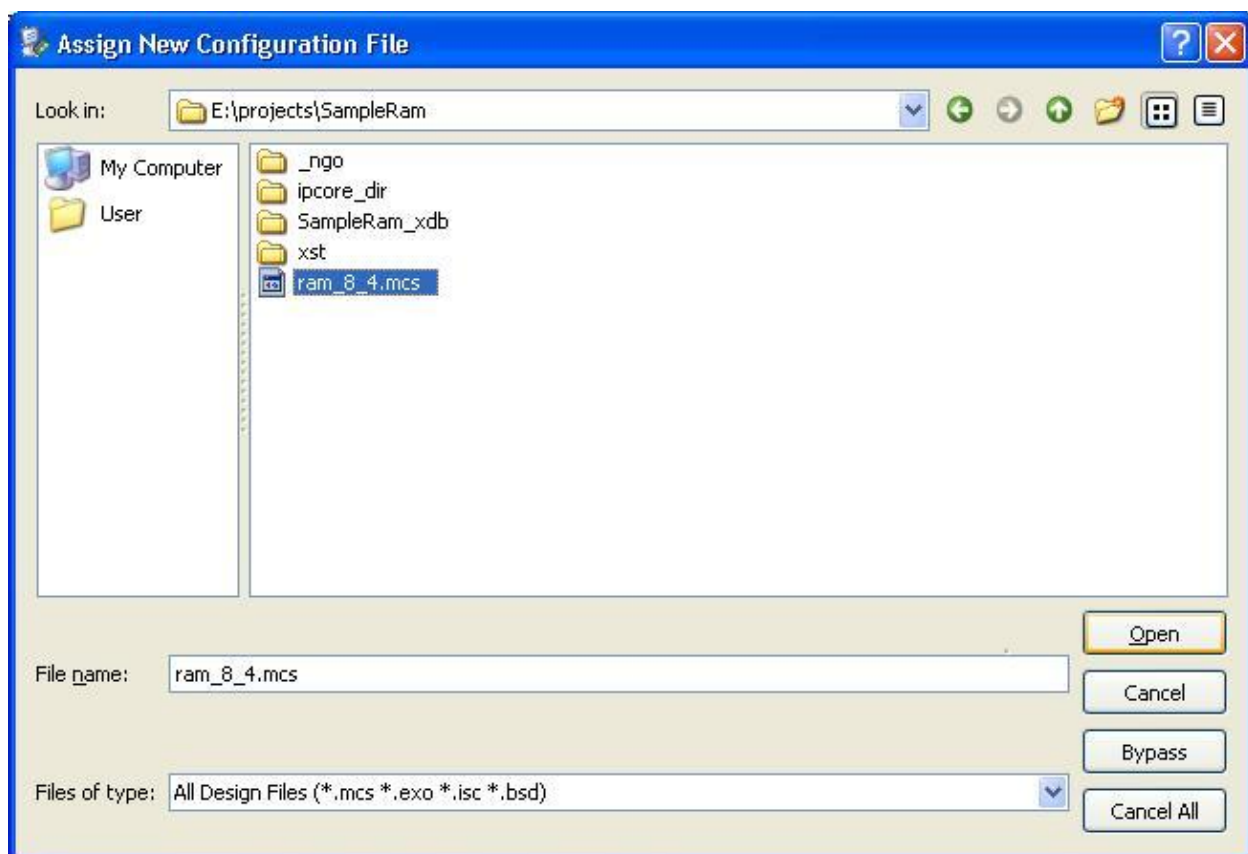 Assign New Configuration File
Look in:
E:\projects\SampleRam
My Computer
User
_ngo
ipcore_dir
SampleRam_xdb
xst
ram_8_4.mcs
Open
File name:
ram_8_4.mcs
Cancel
Bypass
Files of type:
All Design Files (*.mcs *.exo *.isc *.bsd)
Cancel All